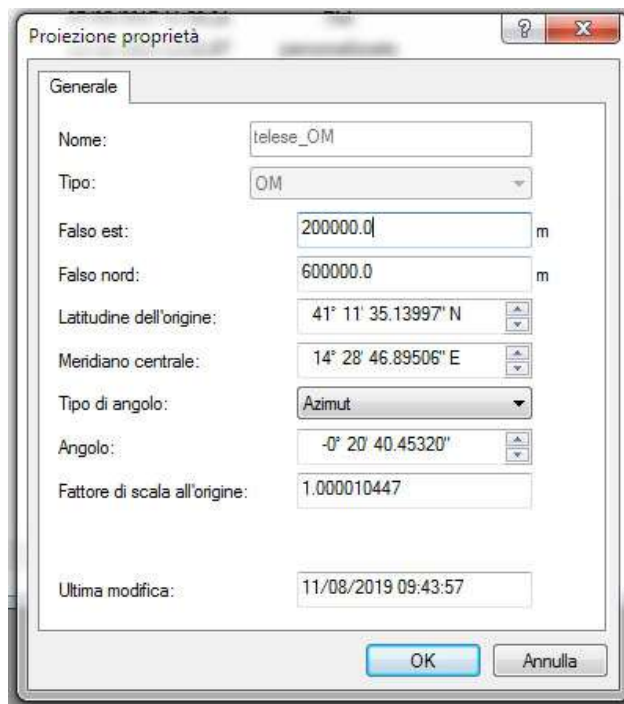 Proiezione proprietà
Generale
Nome: telese_OM
Tipo: OM
Falso est: 200000.0 m
Falso nord: 600000.0 m
Latitudine dell'origine: 41° 11' 35.13997" N
Meridiano centrale: 14° 28' 46.89506" E
Tipo di angolo: Azimut
Angolo: -0° 20' 40.45320"
Fattore di scala all'origine: 1.000010447
Ultima modifica: 11/08/2019 09:43:57
OK Annulla